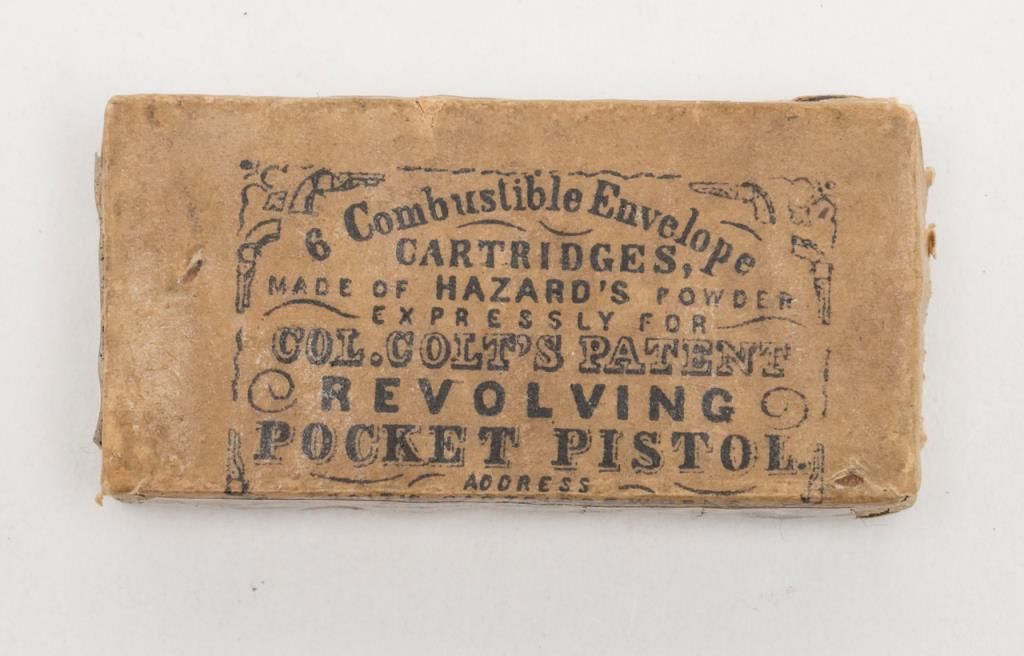 6 Combustible Envelope
CARTRIDGES,
MADE OF HAZARD'S POWDER
EXPRESSLY FOR
COL. COLT'S PATENT
REVOLVING
POCKET PISTOL.
ADDRESS